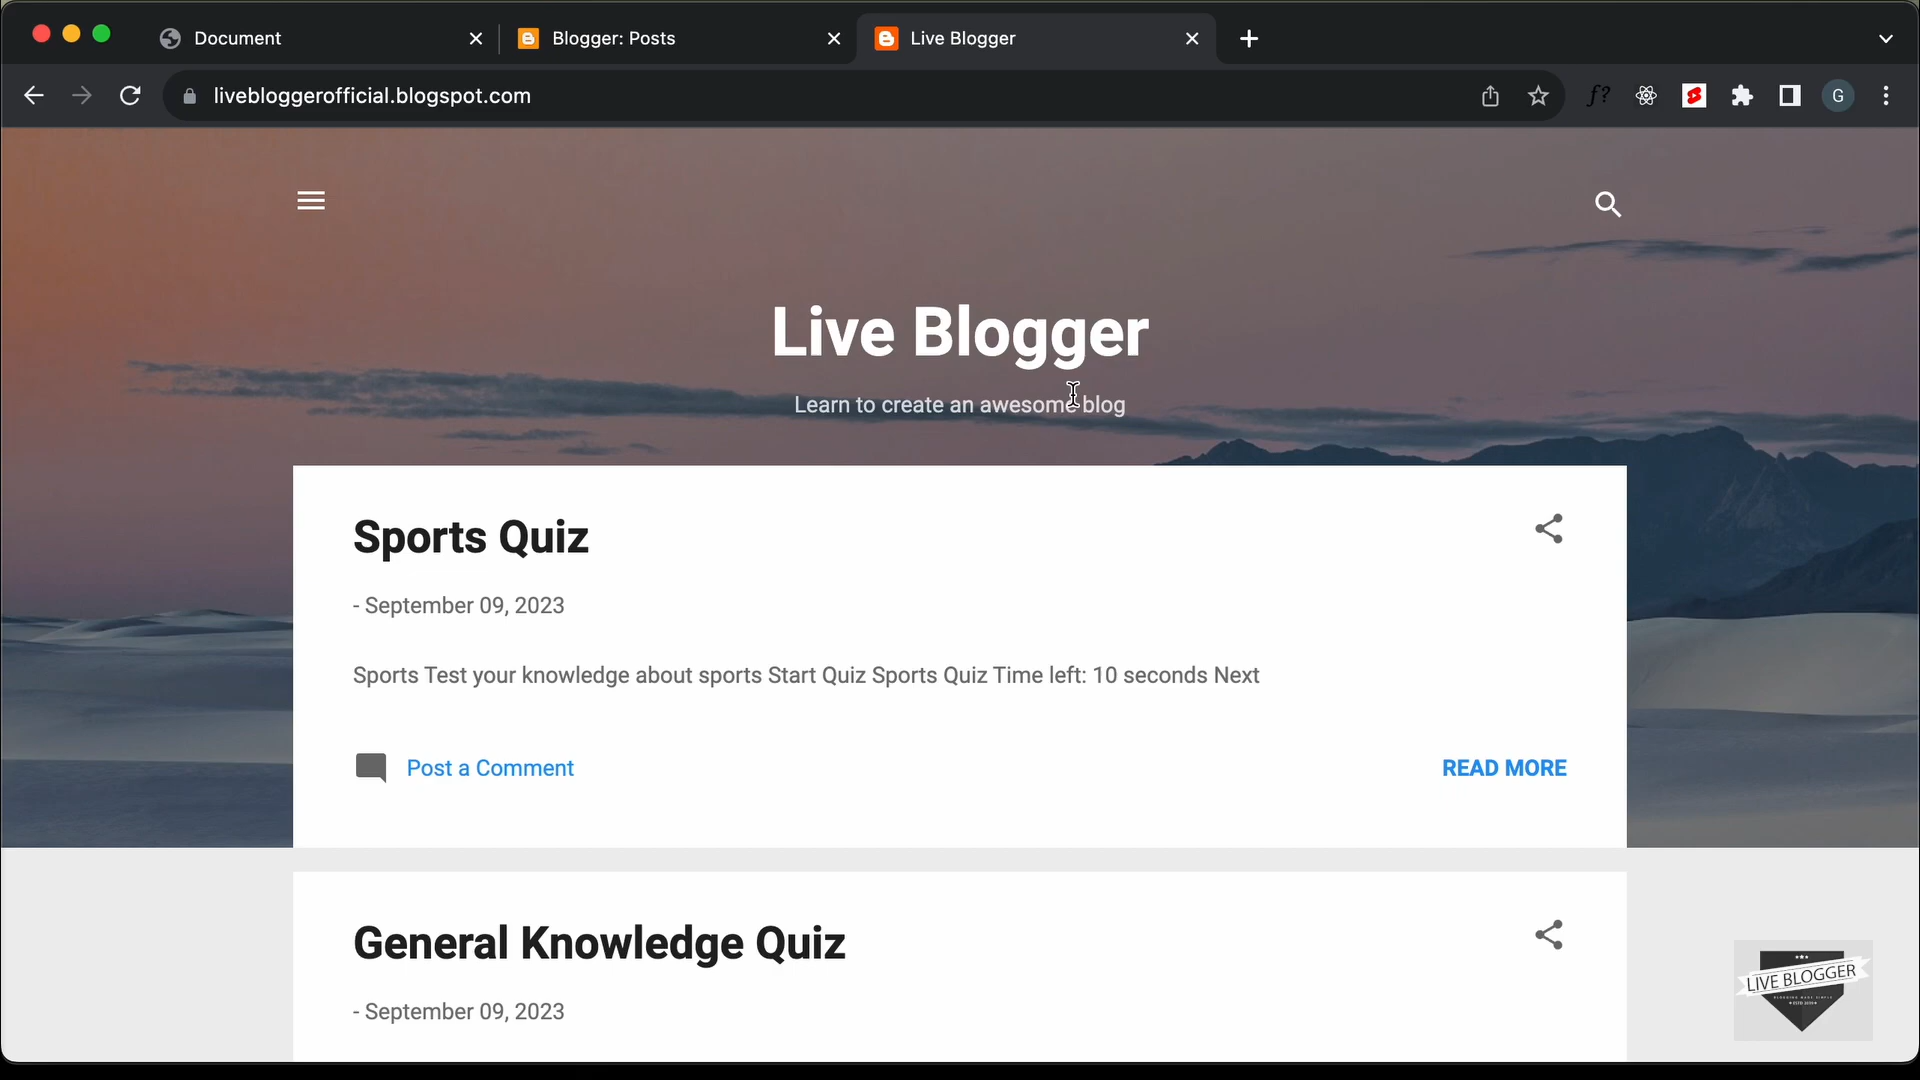 Document
Blogger: Posts
Live Blogger
livebloggerofficial.blogspot.com
f?
G
Live Blogger
Learn to create an awesome blog
Sports Quiz
- September 09, 2023
Sports Test your knowledge about sports Start Quiz Sports Quiz Time left: 10 seconds Next
Post a Comment
READ MORE
General Knowledge Quiz
- September 09, 2023
LIVE BLOGGER